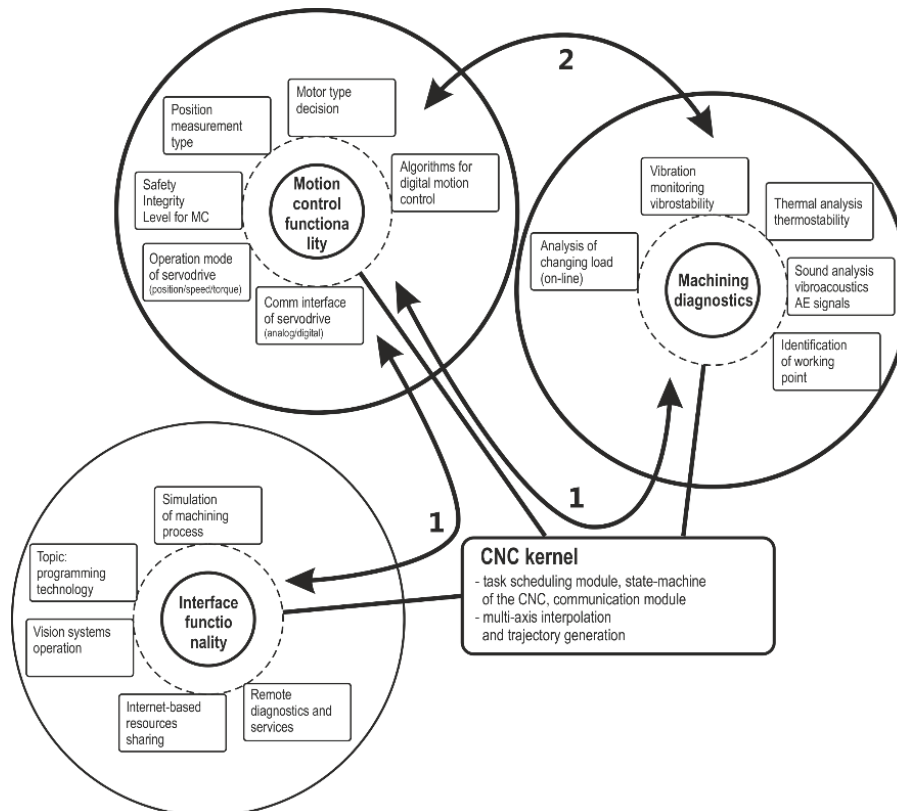 2
Motor type
decision
Position
measurement
type
Safety
Integrity
Level for MC
Motion
control
functiona
lity
Algorithms for
digital motion
control
Operation mode
of servodrive
(position/speed/torque)
Comm interface
of servodrive
(analog/digital)
Vibration
monitoring
vibrostability
Thermal analysis
thermostability
Analysis of
changing load
(on-line)
Machining
diagnostics
Sound analysis
vibroacoustics
AE signals
Identification
of working
point
1
1
Simulation
of machining
process
Topic:
programming
technology
Interface
functio
nality
Vision systems
operation
Internet-based
resources
sharing
Remote
diagnostics and
services
CNC kernel
- task scheduling module, state-machine
of the CNC, communication module
- multi-axis interpolation
and trajectory generation